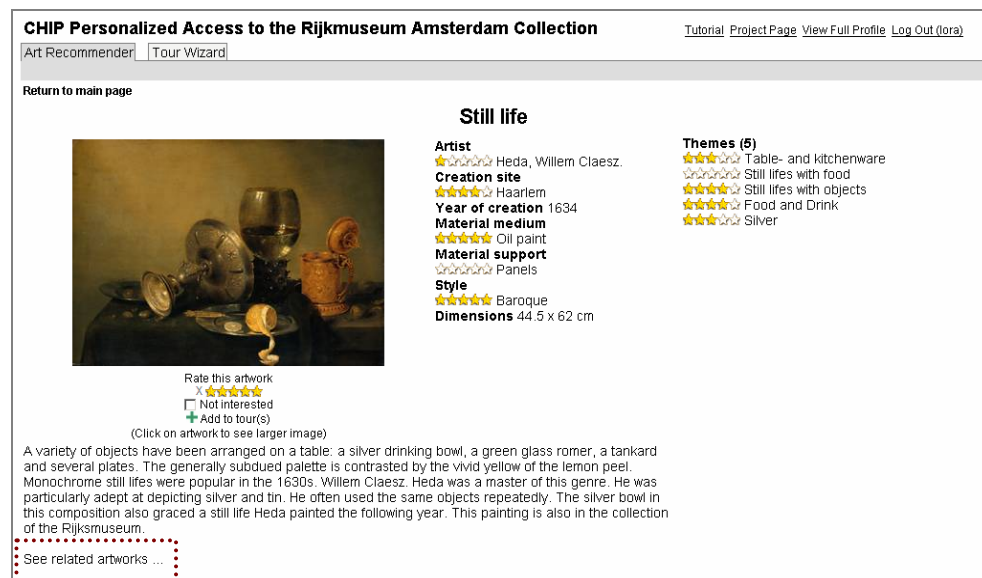 CHIP Personalized Access to the Rijkmuseum Amsterdam Collection
Tutorial Project Page View Full Profile Log Out (lora)
Art Recommender Tour Wizard
Return to main page
Still life
Artist
Heda, Willem Claesz.
Creation site
Haarlem
Year of creation 1634
Material medium
Oil paint
Material support
Panels
Style
Baroque
Dimensions 44.5 x 62 cm
Themes (5)
Table- and kitchenware
Still lifes with food
Still lifes with objects
Food and Drink
Silver
Rate this artwork
X
Not interested
Add to tour(s)
(Click on artwork to see larger image)
A variety of objects have been arranged on a table: a silver drinking bowl, a green glass romer, a tankard
and several plates. The generally subdued palette is contrasted by the vivid yellow of the lemon peel.
Monochrome still lifes were popular in the 1630s. Willem Claesz. Heda was a master of this genre. He was
particularly adept at depicting silver and tin. He often used the same objects repeatedly. The silver bowl in
this composition also graced a still life Heda painted the following year. This painting is also in the collection
of the Rijksmuseum.
See related artworks ...